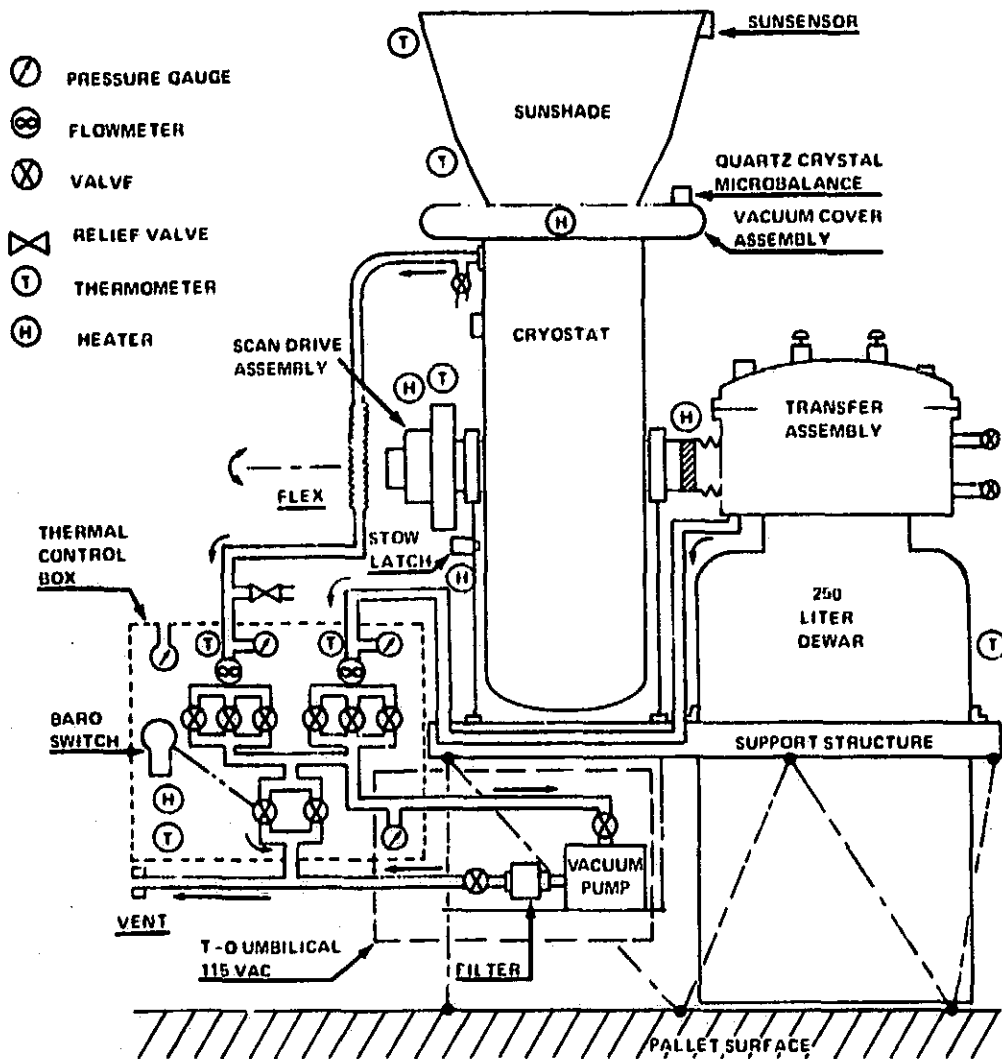 SUNSENSOR
T
PRESSURE GAUGE
SUNSHADE
FLOWMETER
T
QUARTZ CRYSTAL
MICROBALANCE
VALVE
VACUUM COVER
ASSEMBLY
H
RELIEF VALVE
T THERMOMETER
H HEATER
CRYOSTAT
SCAN DRIVE
ASSEMBLY
H T
H
TRANSFER
ASSEMBLY
FLEX
THERMAL
CONTROL
BOX
STOW
LATCH
H
250
LITER
DEWAR
T
T
T
BARO
SWITCH
SUPPORT STRUCTURE
H
T
VACUUM
PUMP
VENT
T-O UMBILICAL
115 VAC
FILTER
PALLET SURFACE